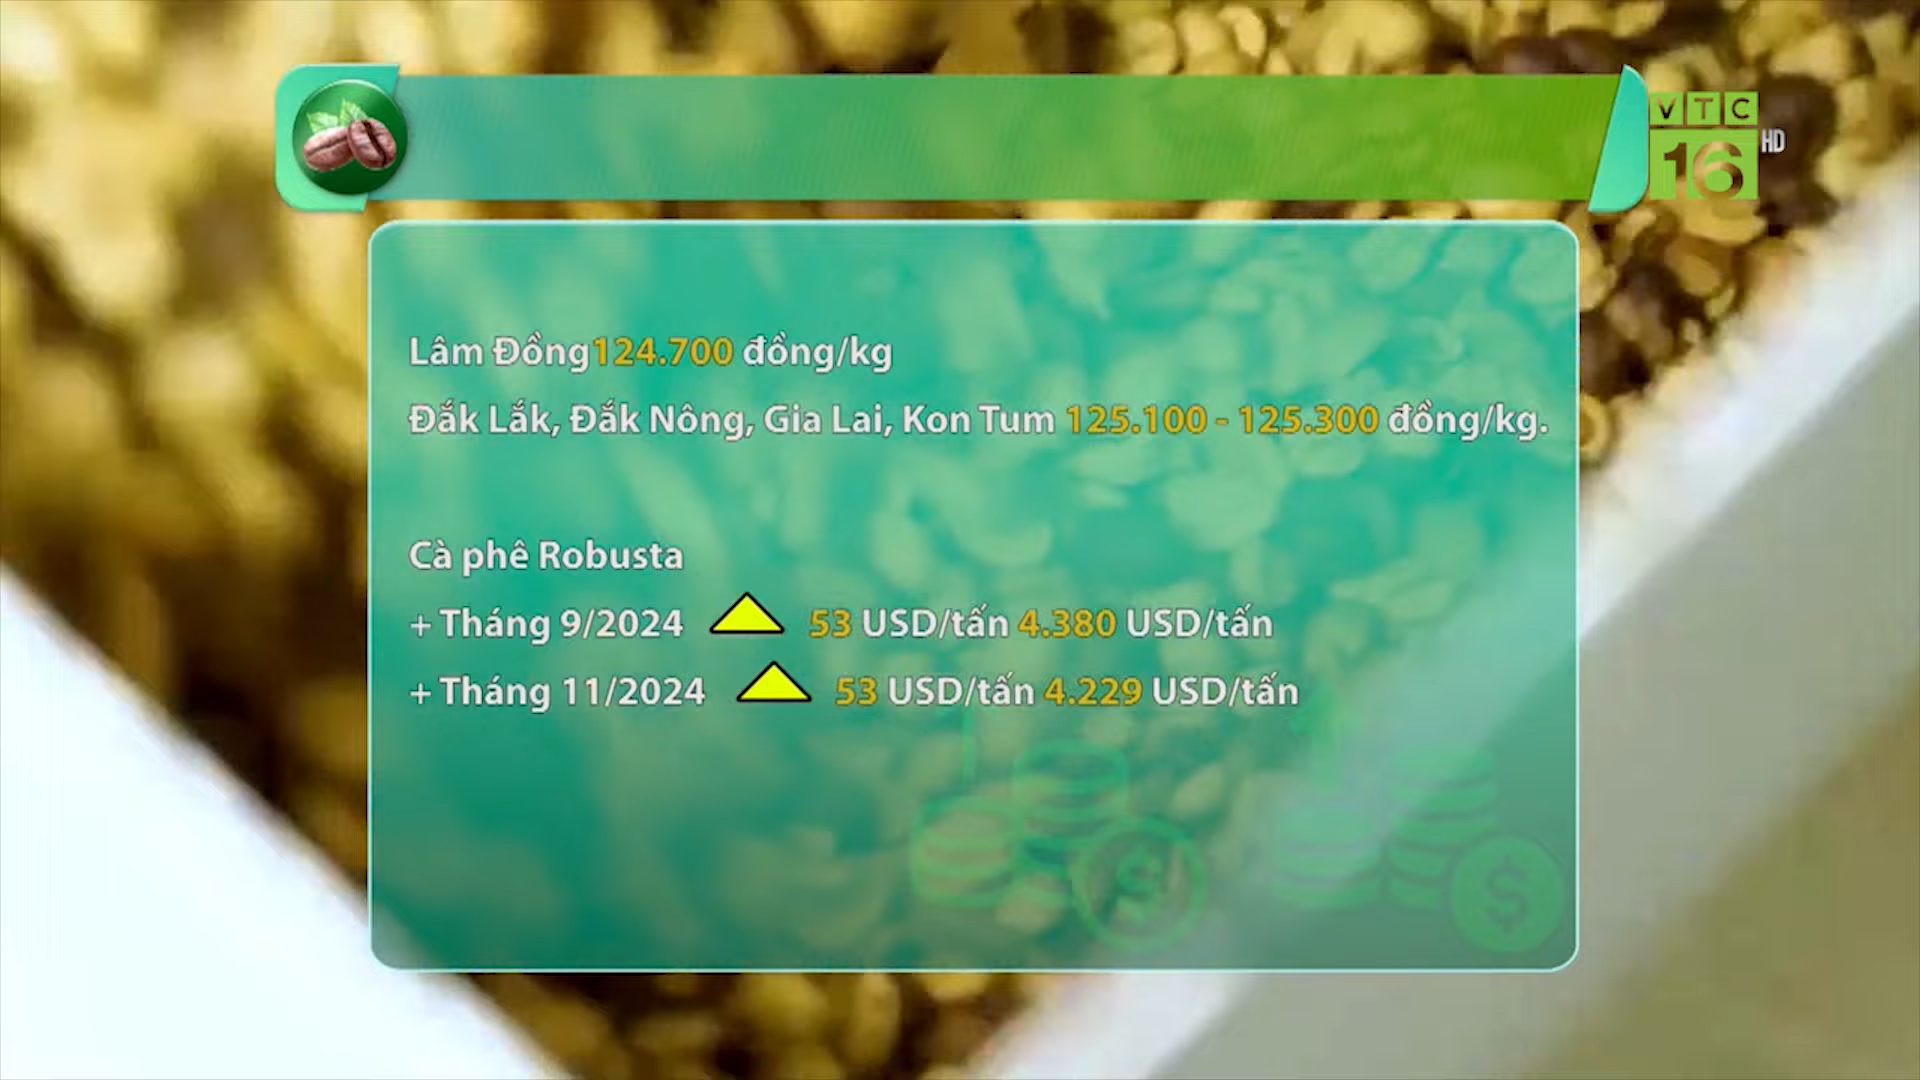 VTC
16
HD
Lâm Đồng124.700 đồng/kg
Đắk Lắk, Đắk Nông, Gia Lai, Kon Tum 125.100 - 125.300 đồng/kg.
Cà phê Robusta
+ Tháng 9/2024 53 USD/tấn 4.380 USD/tấn
+ Tháng 11/2024 53 USD/tấn 4.229 USD/tấn